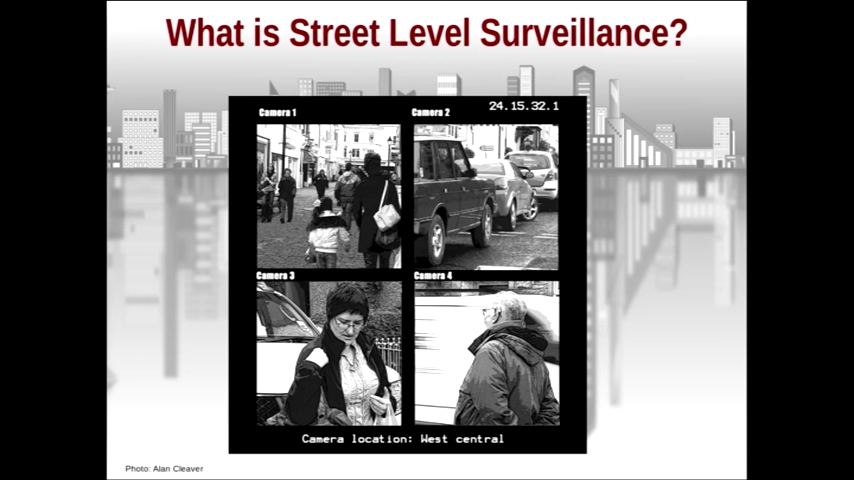 What is Street Level Surveillance?
24.15.32.1
Camera 1
Camera 2
Camera 3
Camera 4
Camera location: West central
Photo: Alan Cleaver